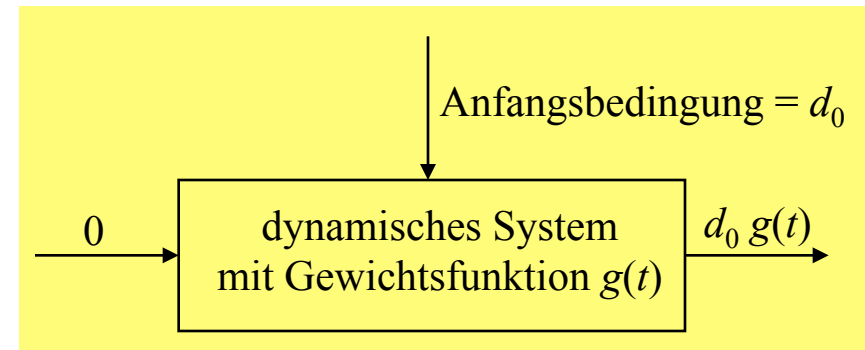 Anfangsbedingung = d₀
0
dynamisches System
mit Gewichtsfunktion g(t)
d₀ g(t)